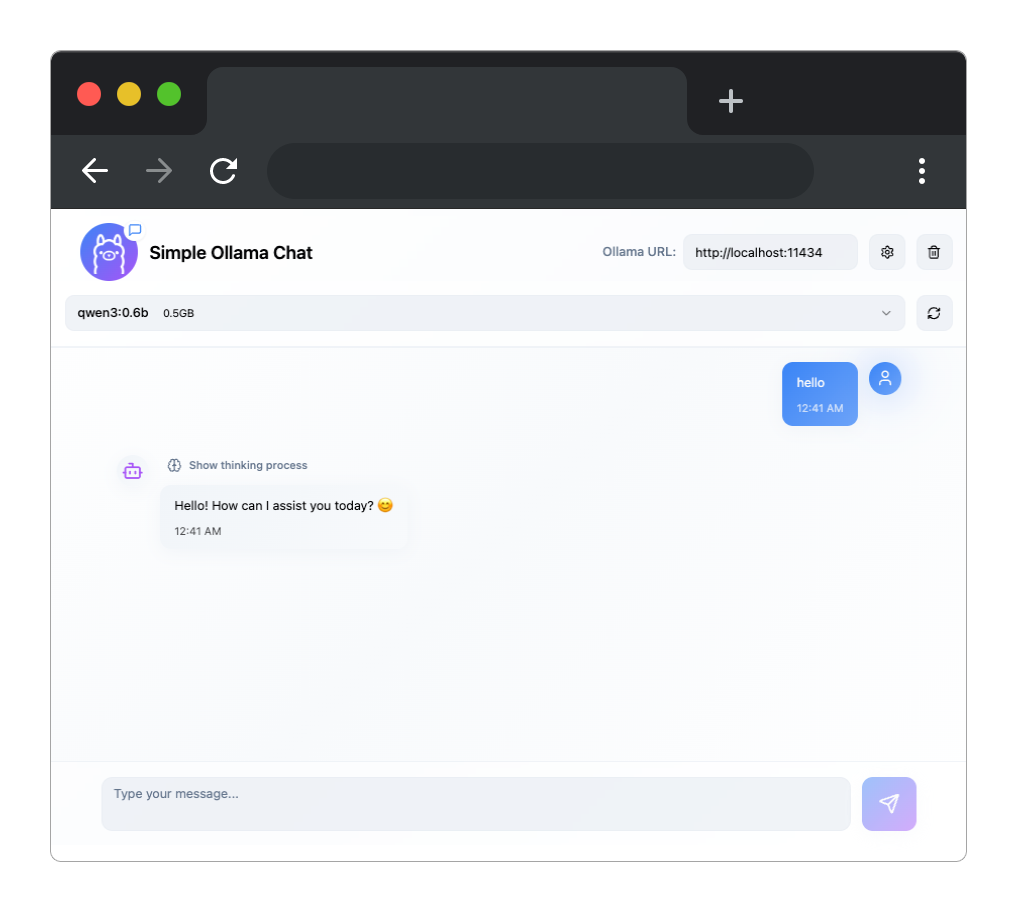 Simple Ollama Chat
Ollama URL: http://localhost:11434
qwen3:0.6b 0.5GB
hello
12:41 AM
Show thinking process
Hello! How can I assist you today? 😊
12:41 AM
Type your message...